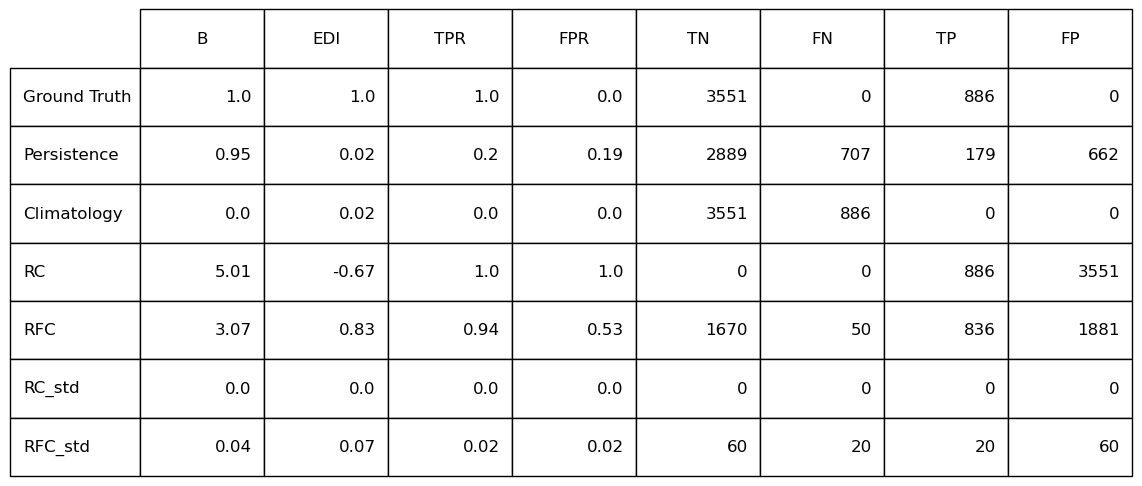 B EDI TPR FPR TN FN TP FP
Ground Truth 1.0 1.0 1.0 0.0 3551 0 886 0
Persistence 0.95 0.02 0.2 0.19 2889 707 179 662
Climatology 0.0 0.02 0.0 0.0 3551 886 0 0
RC 5.01 -0.67 1.0 1.0 0 0 886 3551
RFC 3.07 0.83 0.94 0.53 1670 50 836 1881
RC_std 0.0 0.0 0.0 0.0 0 0 0 0
RFC_std 0.04 0.07 0.02 0.02 60 20 20 60